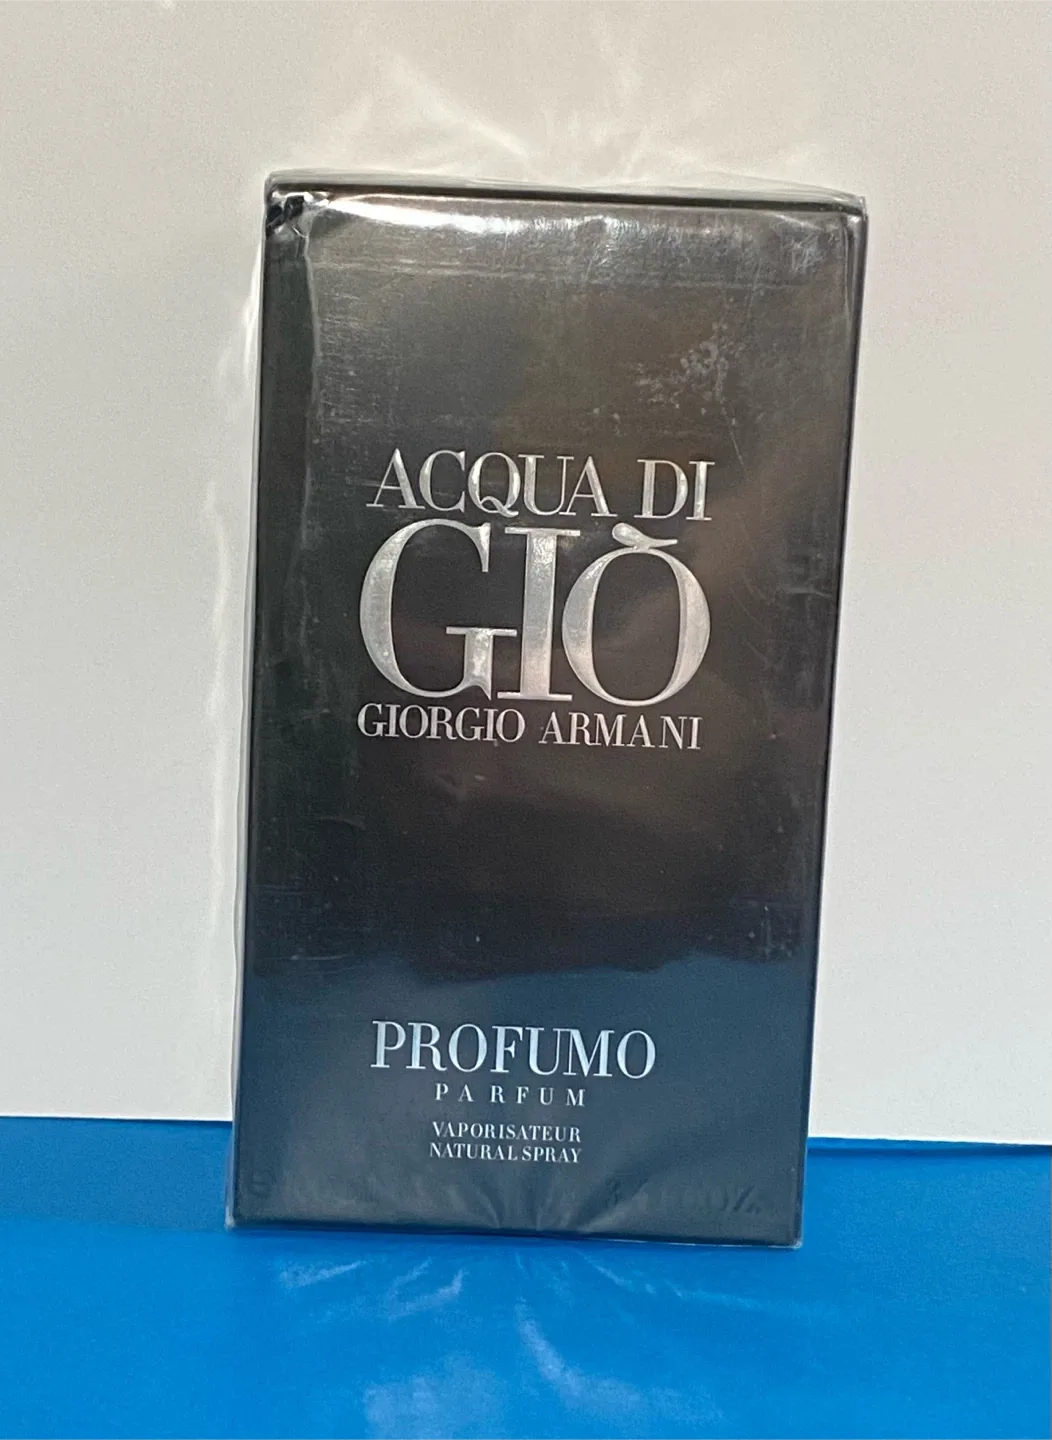 ACQUA DI
GIÒ
GIORGIO ARMANI
PROFUMO
PARFUM
VAPORISATEUR
NATURAL SPRAY